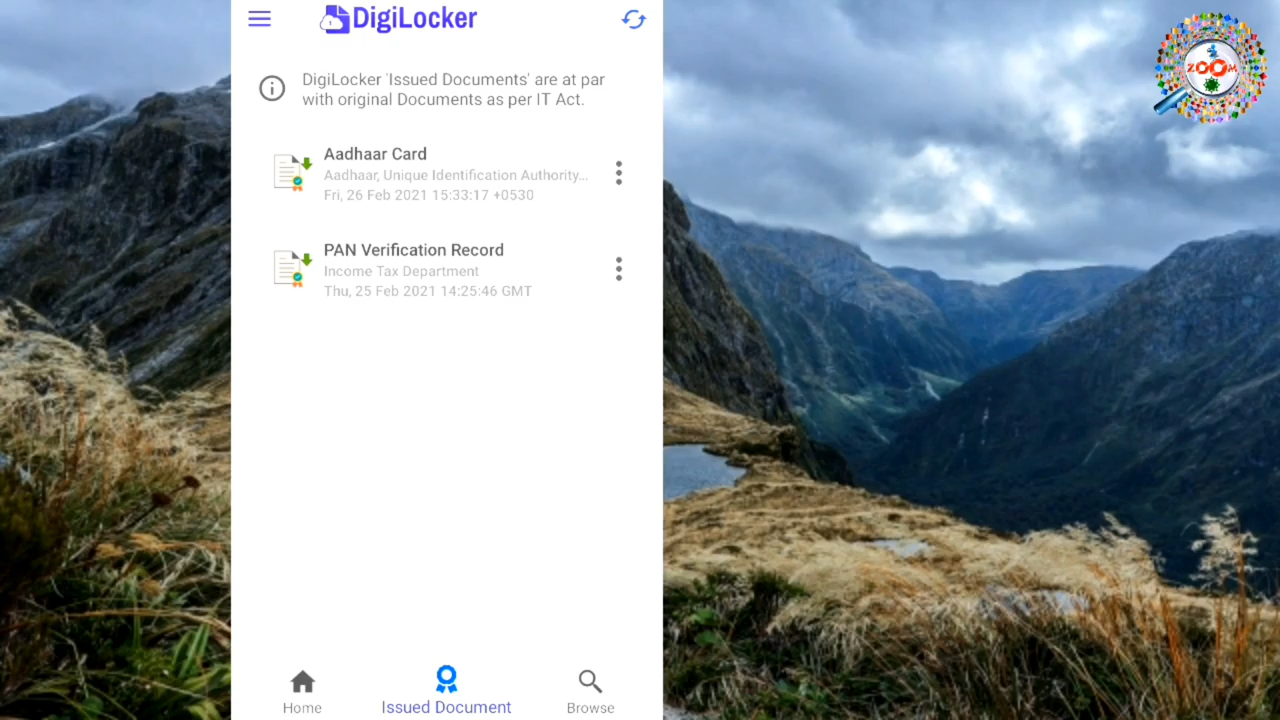 DigiLocker
DigiLocker 'Issued Documents' are at par
with original Documents as per IT Act.
Aadhaar Card
Aadhaar, Unique Identification Authority...
Fri, 26 Feb 2021 15:33:17 +0530
PAN Verification Record
Income Tax Department
Thu, 25 Feb 2021 14:25:46 GMT
Home
Issued Document
Browse
ZOOM